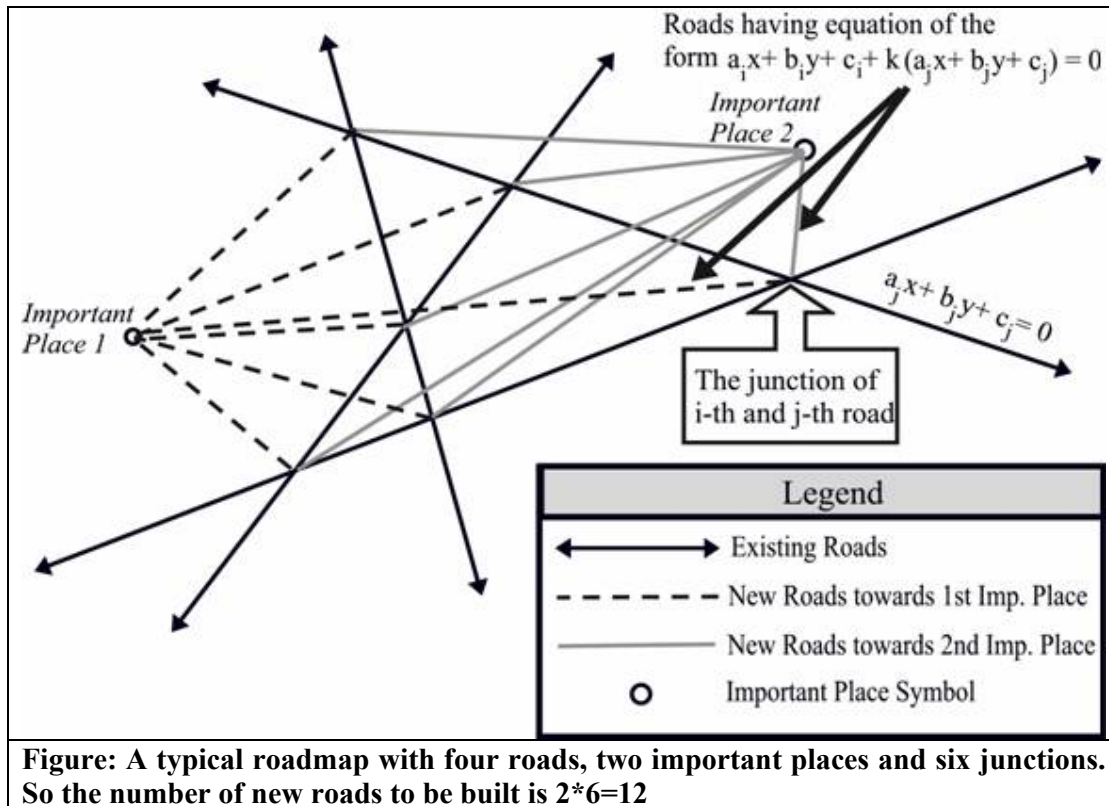 Roads having equation of the
form aᵢx+ bᵢy+ cᵢ+ k(aⱼx+ bⱼy+ cⱼ) = 0
Important
Place 2
Important
Place 1
aⱼx+ bⱼy+ cⱼ= 0
The junction of
i-th and j-th road
Legend
Existing Roads
New Roads towards 1st Imp. Place
New Roads towards 2nd Imp. Place
Important Place Symbol
Figure: A typical roadmap with four roads, two important places and six junctions.
So the number of new roads to be built is 2*6=12